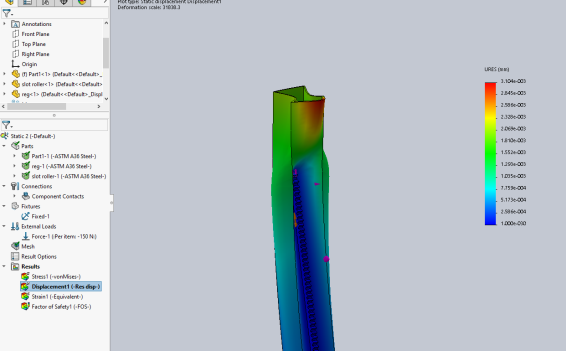 Plot type: Static displacement Displacement1
Deformation scale: 31838.3
Annotations
Front Plane
Top Plane
Right Plane
Origin
(f) Part1<1> (Default<<Default>_
slot roller<1> (Default<<Default>
reg<1> (Default<<Default>_Displ
Static 2 (-Default-)
Parts
Part1-1 (-ASTM A36 Steel-)
reg-1 (-ASTM A36 Steel-)
slot roller-1 (-ASTM A36 Steel-)
Connections
Component Contacts
Fixtures
Fixed-1
External Loads
Force-1 (:Per item: -150 N:)
Mesh
Result Options
Results
Stress1 (-vonMises-)
Displacement1 (-Res disp-)
Strain1 (-Equivalent-)
Factor of Safety1 (-FOS-)
URES (mm)
3.104e-003
2.845e-003
2.586e-003
2.328e-003
2.069e-003
1.810e-003
1.552e-003
1.293e-003
1.035e-003
7.759e-004
5.173e-004
2.586e-004
1.000e-030